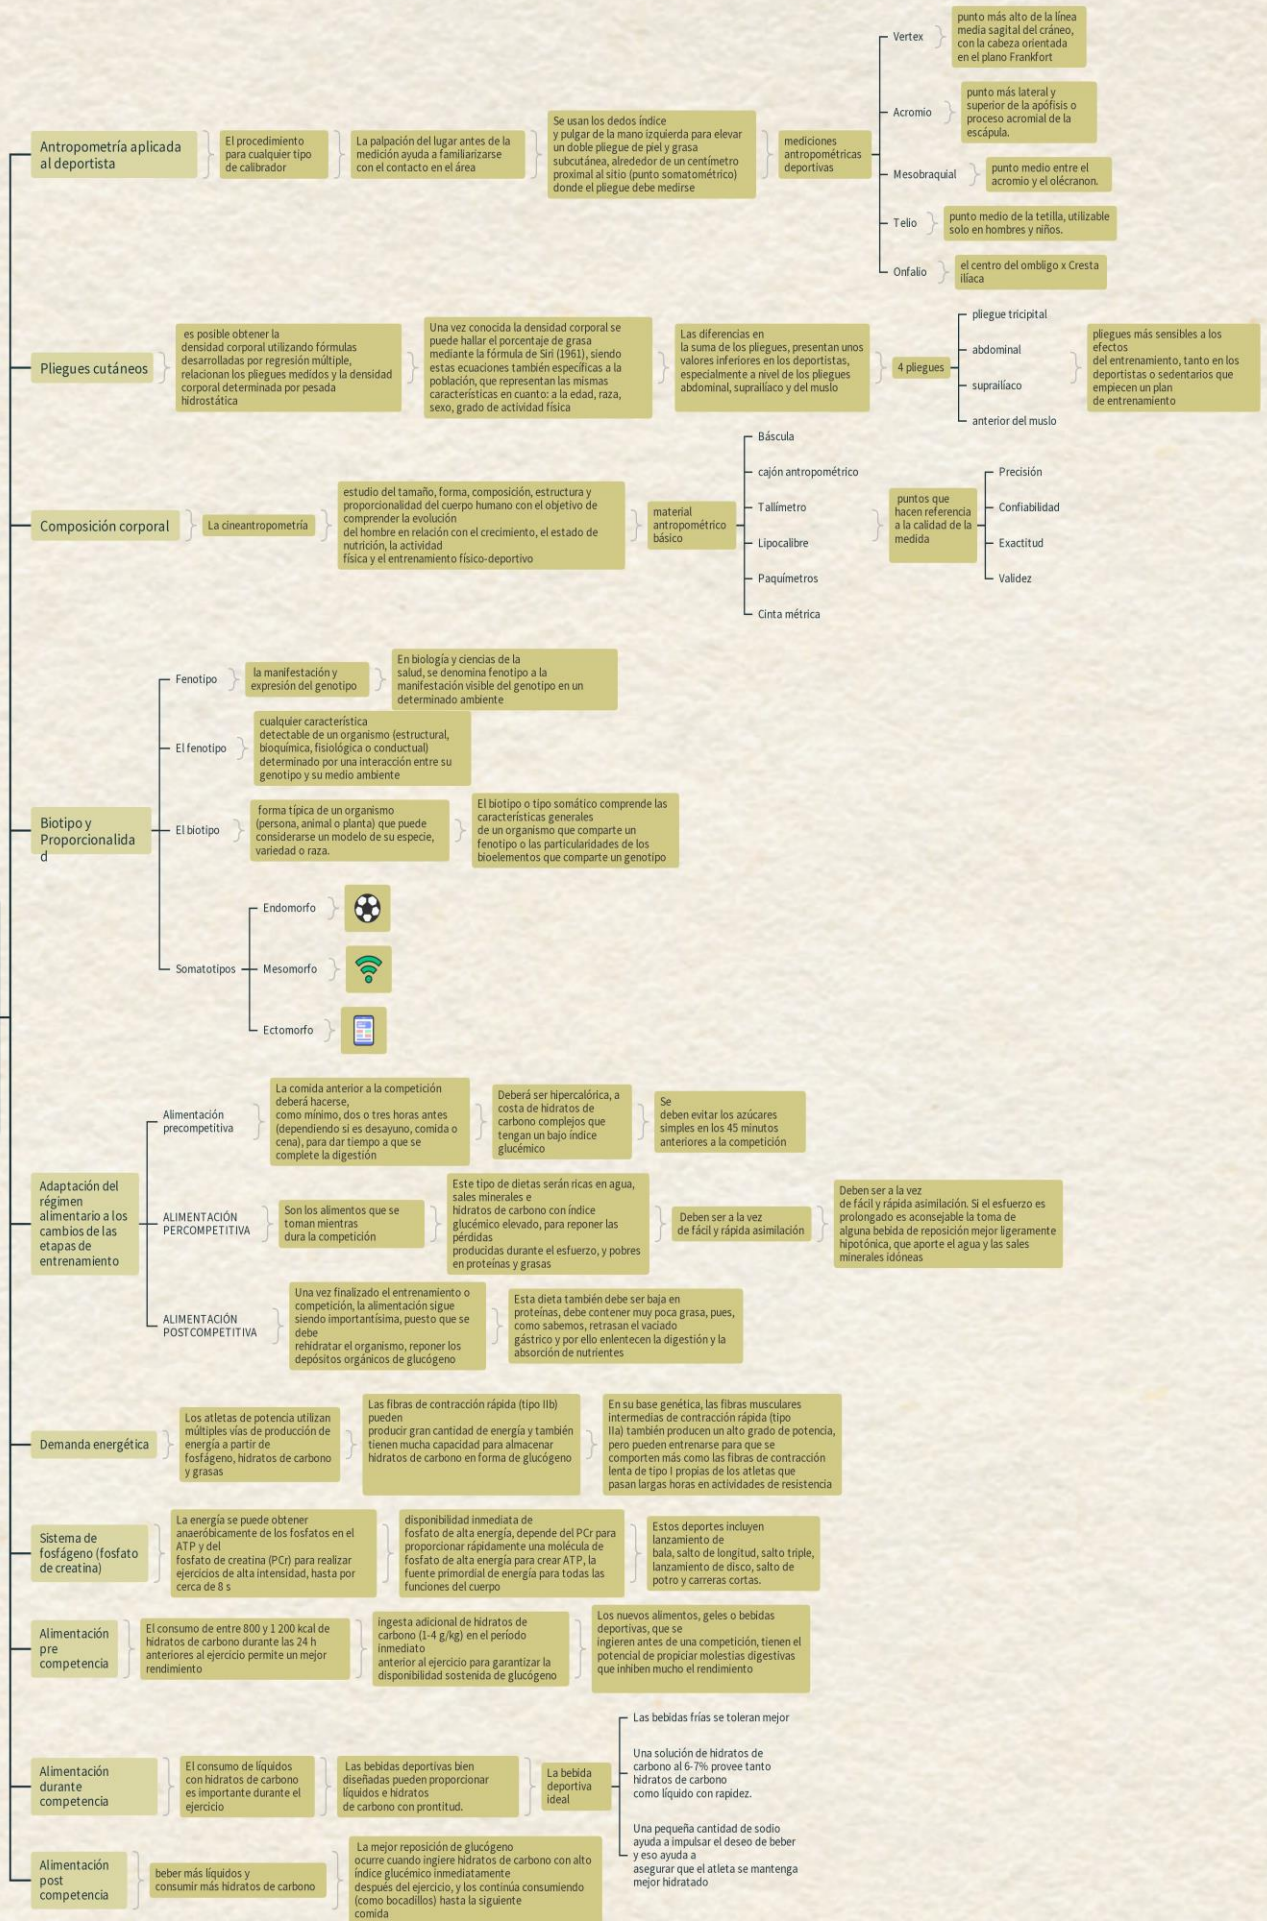 Antropometría aplicada
al deportista
El procedimiento
para cualquier tipo
de calibrador
La palpación del lugar antes de la
medición ayuda a familiarizarse
con el contacto en el área
Se usan los dedos índice
y pulgar de la mano izquierda para elevar
un doble pliegue de piel y grasa
subcutánea, alrededor de un centímetro
proximal al sitio (punto somatométrico)
donde el pliegue debe medirse
mediciones
antropométricas
deportivas
Vertex
punto más alto de la línea
media sagital del cráneo,
con la cabeza orientada
en el plano Frankfort
Acromio
punto más lateral y
superior de la apófisis o
proceso acromial de la
escápula.
Mesobraquial
punto medio entre el
acromio y el olécranon.
Telio
punto medio de la tetilla, utilizable
solo en hombres y niños.
Onfalio
el centro del ombligo x Cresta
ilíaca
Pliegues cutáneos
es posible obtener la
densidad corporal utilizando fórmulas
desarrolladas por regresión múltiple,
relacionan los pliegues medidos y la densidad
corporal determinada por pesada
hidrostática
Una vez conocida la densidad corporal se
puede hallar el porcentaje de grasa
mediante la fórmula de Siri (1961), siendo
estas ecuaciones también específicas a la
población, que representan las mismas
características en cuanto: a la edad, raza,
sexo, grado de actividad física
Las diferencias en
la suma de los pliegues, presentan unos
valores inferiores en los deportistas,
especialmente a nivel de los pliegues
abdominal, suprailíaco y del muslo
4 pliegues
pliegue tricipital
abdominal
suprailíaco
anterior del muslo
pliegues más sensibles a los
efectos
del entrenamiento, tanto en los
deportistas o sedentarios que
empiecen un plan
de entrenamiento
Composición corporal
La cineantropometría
estudio del tamaño, forma, composición, estructura y
proporcionalidad del cuerpo humano con el objetivo de
comprender la evolución
del hombre en relación con el crecimiento, el estado de
nutrición, la actividad
física y el entrenamiento físico-deportivo
material
antropométrico
básico
Báscula
cajón antropométrico
Tallímetro
Lipocalibre
Paquímetros
Cinta métrica
puntos que
hacen referencia
a la calidad de la
medida
Precisión
Confiabilidad
Exactitud
Validez
Biotipo y
Proporcionalida
d
Fenotipo
la manifestación y
expresión del genotipo
En biología y ciencias de la
salud, se denomina fenotipo a la
manifestación visible del genotipo en un
determinado ambiente
El fenotipo
cualquier característica
detectable de un organismo (estructural,
bioquímica, fisiológica o conductual)
determinado por una interacción entre su
genotipo y su medio ambiente
El biotipo
forma típica de un organismo
(persona, animal o planta) que puede
considerarse un modelo de su especie,
variedad o raza.
El biotipo o tipo somático comprende las
características generales
de un organismo que comparte un
fenotipo o las particularidades de los
bioelementos que comparte un genotipo
Somatotipos
Endomorfo
Mesomorfo
Ectomorfo
Adaptación del
régimen
alimentario a los
cambios de las
etapas de
entrenamiento
Alimentación
precompetitiva
La comida anterior a la competición
deberá hacerse,
como mínimo, dos o tres horas antes
(dependiendo si es desayuno, comida o
cena), para dar tiempo a que se
complete la digestión
Deberá ser hipercalórica, a
costa de hidratos de
carbono complejos que
tengan un bajo índice
glucémico
Se
deben evitar los azúcares
simples en los 45 minutos
anteriores a la competición
ALIMENTACIÓN
PERCOMPETITIVA
Son los alimentos que se
toman mientras
dura la competición
Este tipo de dietas serán ricas en agua,
sales minerales e
hidratos de carbono con índice
glucémico elevado, para reponer las
pérdidas
producidas durante el esfuerzo, y pobres
en proteínas y grasas
Deben ser a la vez
de fácil y rápida asimilación
Deben ser a la vez
de fácil y rápida asimilación. Si el esfuerzo es
prolongado es aconsejable la toma de
alguna bebida de reposición mejor ligeramente
hipotónica, que aporte el agua y las sales
minerales idóneas
ALIMENTACIÓN
POSTCOMPETITIVA
Una vez finalizado el entrenamiento o
competición, la alimentación sigue
siendo importantísima, puesto que se
debe
rehidratar el organismo, reponer los
depósitos orgánicos de glucógeno
Esta dieta también debe ser baja en
proteínas, debe contener muy poca grasa, pues,
como sabemos, retrasan el vaciado
gástrico y por ello enlentecen la digestión y la
absorción de nutrientes
Demanda energética
Los atletas de potencia utilizan
múltiples vías de producción de
energía a partir de
fosfágeno, hidratos de carbono
y grasas
Las fibras de contracción rápida (tipo IIb)
pueden
producir gran cantidad de energía y también
tienen mucha capacidad para almacenar
hidratos de carbono en forma de glucógeno
En su base genética, las fibras musculares
intermedias de contracción rápida (tipo
IIa) también producen un alto grado de potencia,
pero pueden entrenarse para que se
comporten más como las fibras de contracción
lenta de tipo I propias de los atletas que
pasan largas horas en actividades de resistencia
Sistema de
fosfágeno (fosfato
de creatina)
La energía se puede obtener
anaeróbicamente de los fosfatos en el
ATP y del
fosfato de creatina (PCr) para realizar
ejercicios de alta intensidad, hasta por
cerca de 8 s
disponibilidad inmediata de
fosfato de alta energía, depende del PCr para
proporcionar rápidamente una molécula de
fosfato de alta energía para crear ATP, la
fuente primordial de energía para todas las
funciones del cuerpo
Estos deportes incluyen
lanzamiento de
bala, salto de longitud, salto triple,
lanzamiento de disco, salto de
potro y carreras cortas.
Alimentación
pre
competencia
El consumo de entre 800 y 1 200 kcal de
hidratos de carbono durante las 24 h
anteriores al ejercicio permite un mejor
rendimiento
ingesta adicional de hidratos de
carbono (1-4 g/kg) en el período
inmediato
anterior al ejercicio para garantizar la
disponibilidad sostenida de glucógeno
Los nuevos alimentos, geles o bebidas
deportivas, que se
ingieren antes de una competición, tienen el
potencial de propiciar molestias digestivas
que inhiben mucho el rendimiento
Alimentación
durante
competencia
El consumo de líquidos
con hidratos de carbono
es importante durante el
ejercicio
Las bebidas deportivas bien
diseñadas pueden proporcionar
líquidos e hidratos
de carbono con prontitud.
La bebida
deportiva
ideal
Las bebidas frías se toleran mejor
Una solución de hidratos de
carbono al 6-7% provee tanto
hidratos de carbono
como líquido con rapidez.
Una pequeña cantidad de sodio
ayuda a impulsar el deseo de beber
y eso ayuda a
asegurar que el atleta se mantenga
mejor hidratado
Alimentación
post
competencia
beber más líquidos y
consumir más hidratos de carbono
La mejor reposición de glucógeno
ocurre cuando ingiere hidratos de carbono con alto
índice glucémico inmediatamente
después del ejercicio, y los continúa consumiendo
(como bocadillos) hasta la siguiente
comida